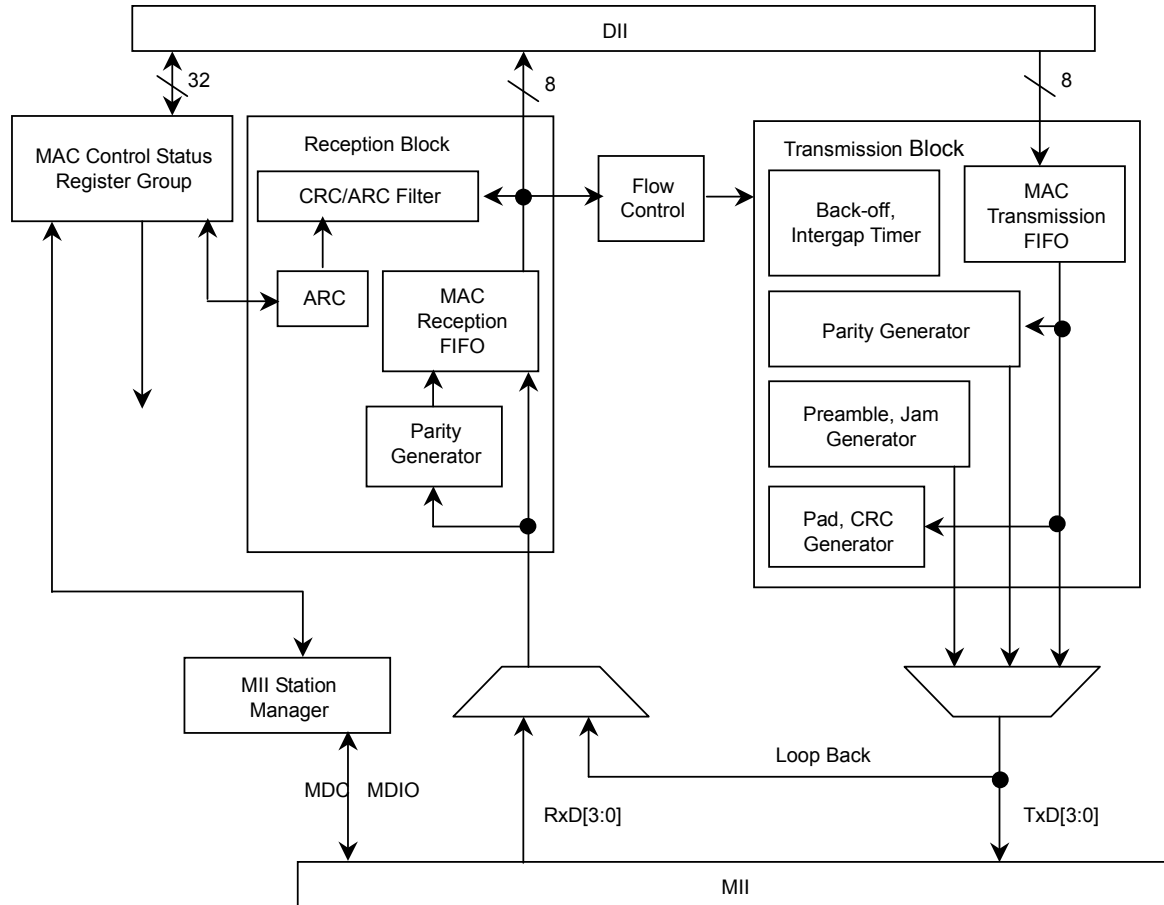 DII
32
8
8
MAC Control Status
Register Group
Reception Block
CRC/ARC Filter
ARC
MAC
Reception
FIFO
Parity
Generator
Flow
Control
Transmission Block
Back-off,
Intergap Timer
MAC
Transmission
FIFO
Parity Generator
Preamble, Jam
Generator
Pad, CRC
Generator
MII Station
Manager
Loop Back
MDC MDIO
RxD[3:0]
TxD[3:0]
MII